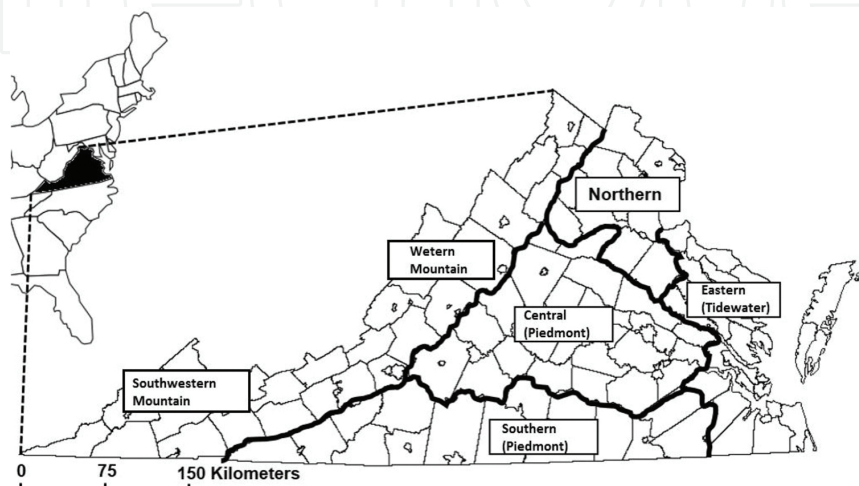 Northern
Wetern
Mountain
Eastern
(Tidewater)
Central
(Piedmont)
Southwestern
Mountain
Southern
(Piedmont)
0 75 150 Kilometers